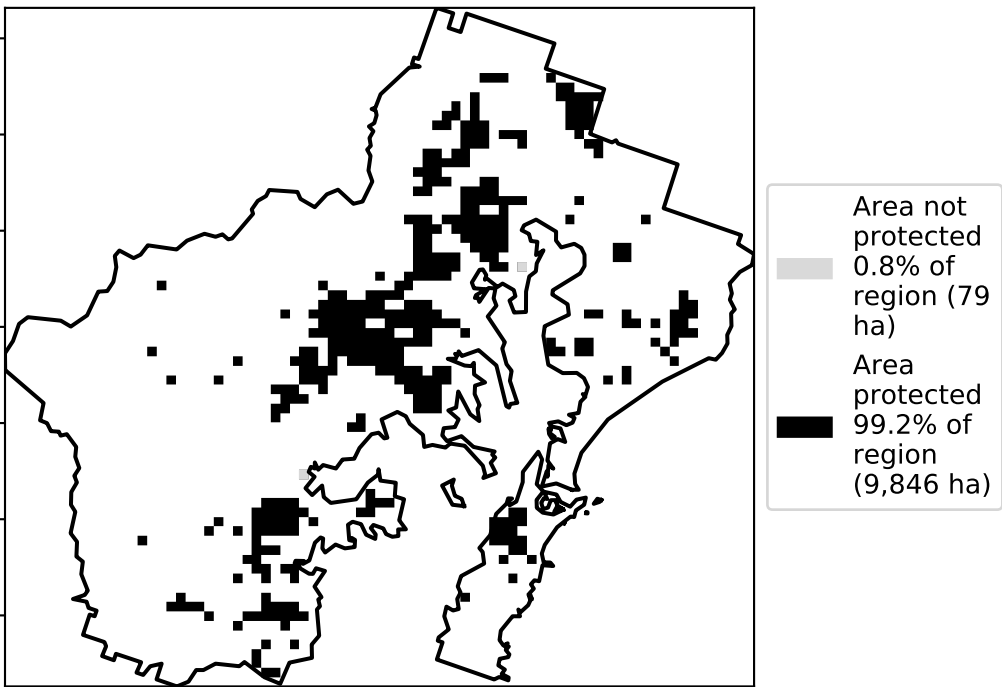 Area not
protected
0.8% of
region (79
ha)
Area
protected
99.2% of
region
(9,846 ha)